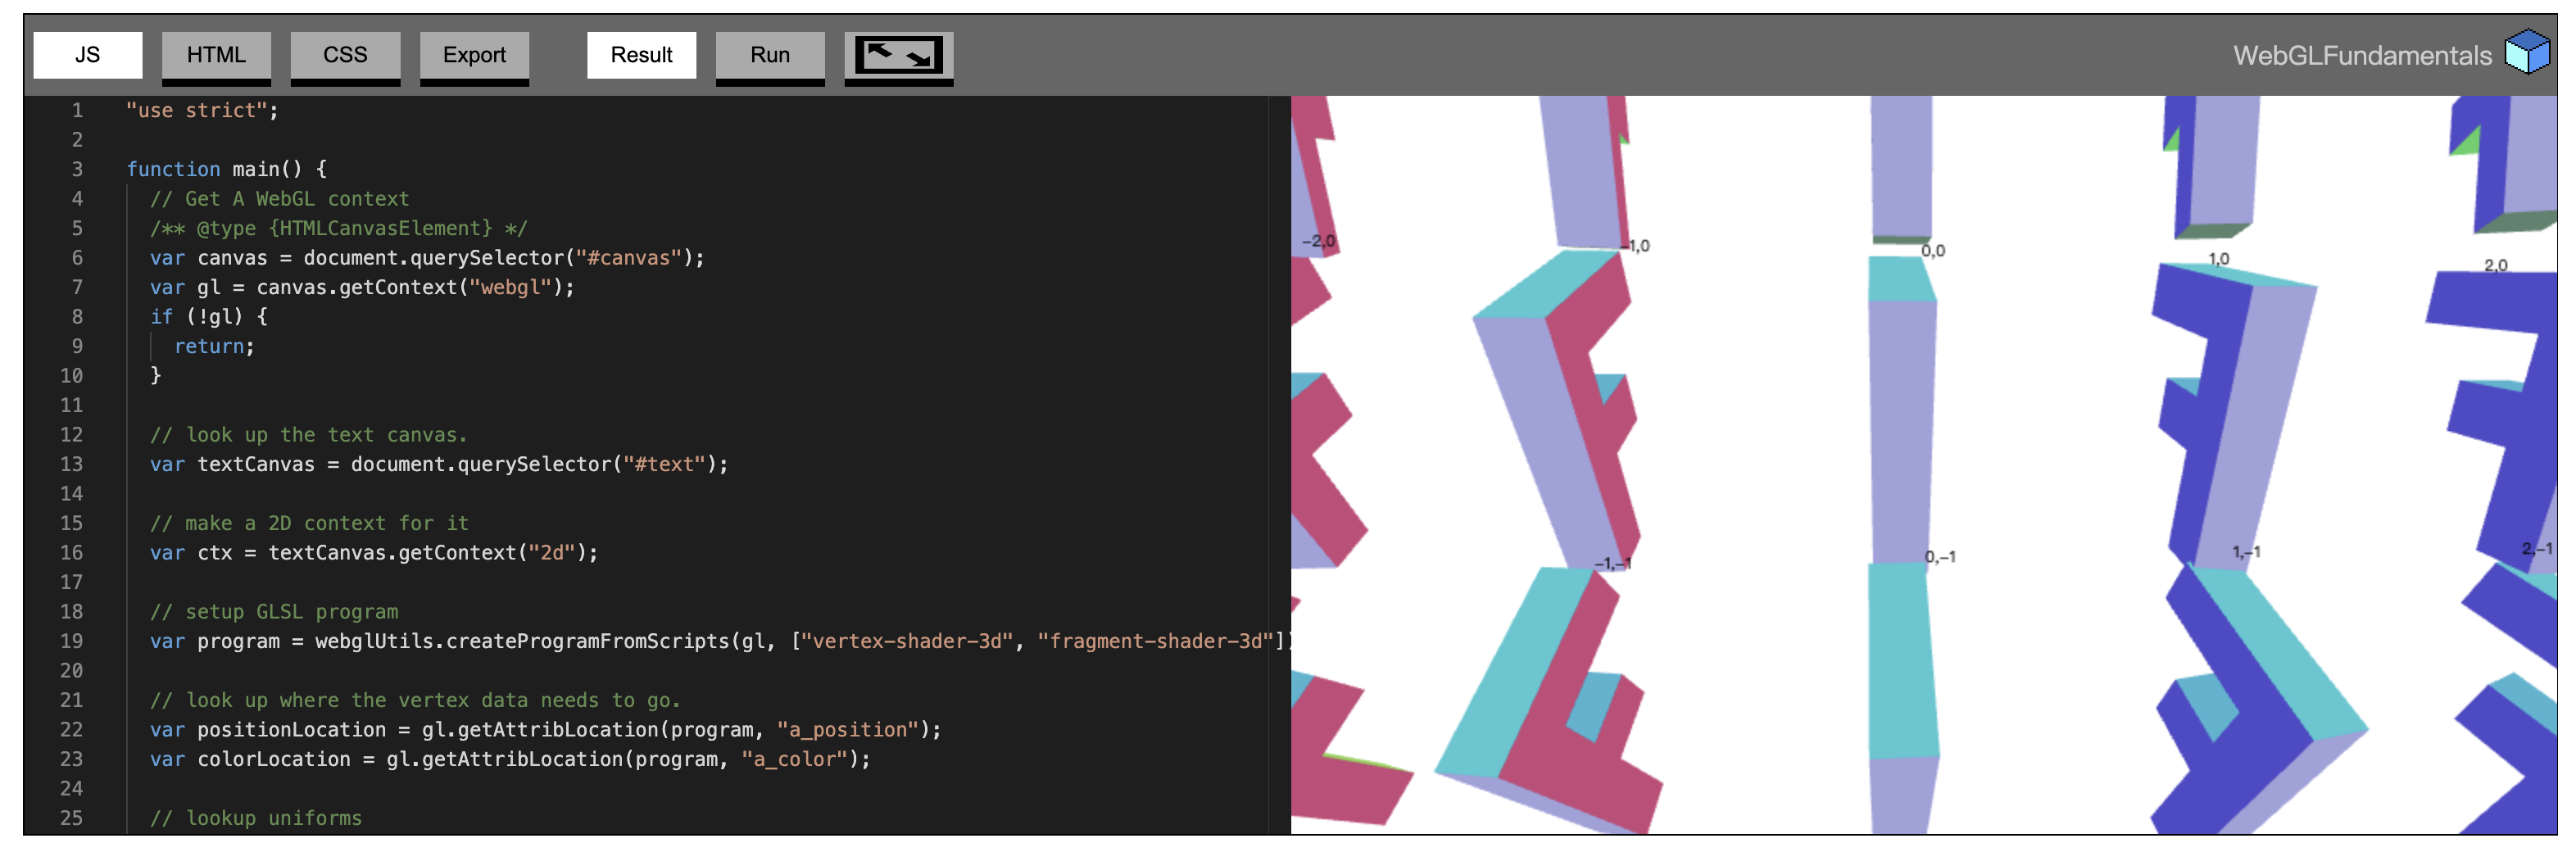 JS HTML CSS Export Result Run WebGLFundamentals
1 "use strict";
2
3 function main() {
4 // Get A WebGL context
5 /** @type {HTMLCanvasElement} */
6 var canvas = document.querySelector("#canvas");
7 var gl = canvas.getContext("webgl");
8 if (!gl) {
9 return;
10 }
11
12 // look up the text canvas.
13 var textCanvas = document.querySelector("#text");
14
15 // make a 2D context for it
16 var ctx = textCanvas.getContext("2d");
17
18 // setup GLSL program
19 var program = webglUtils.createProgramFromScripts(gl, ["vertex-shader-3d", "fragment-shader-3d"])
20
21 // look up where the vertex data needs to go.
22 var positionLocation = gl.getAttribLocation(program, "a_position");
23 var colorLocation = gl.getAttribLocation(program, "a_color");
24
25 // lookup uniforms
-2,0 -1,0 0,0 1,0 2,0
-1,-1 0,-1 1,-1 2,-1